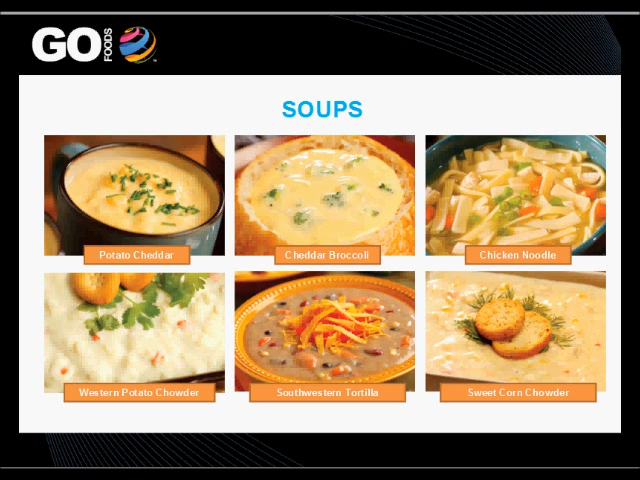 GO FOODS
SOUPS
Potato Cheddar
Cheddar Broccoli
Chicken Noodle
Western Potato Chowder
Southwestern Tortilla
Sweet Corn Chowder